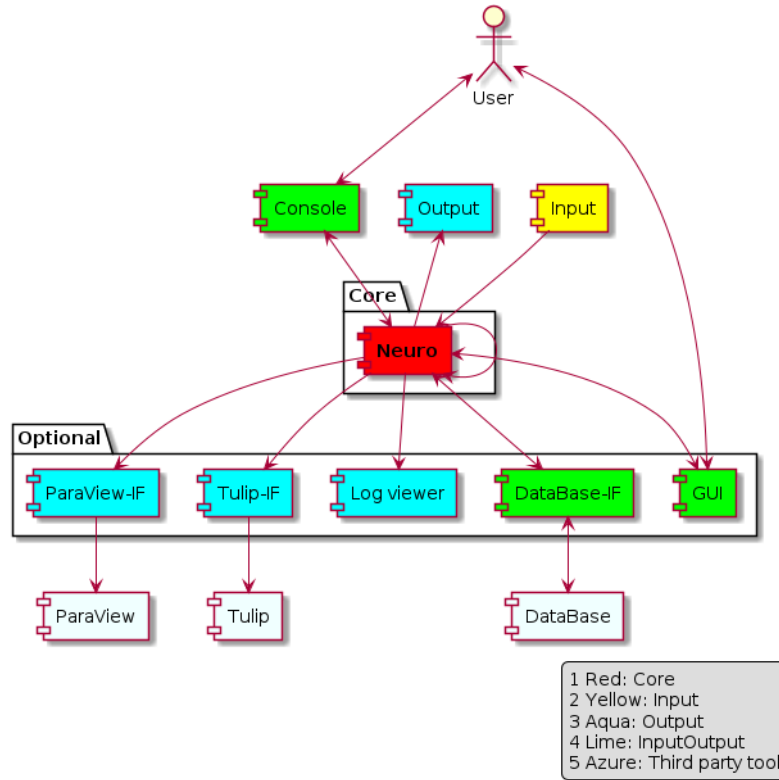 User
Console
Output
Input
Core
Neuro
Optional
ParaView-IF
Tulip-IF
Log viewer
DataBase-IF
GUI
ParaView
Tulip
DataBase
1 Red: Core
2 Yellow: Input
3 Aqua: Output
4 Lime: InputOutput
5 Azure: Third party tool